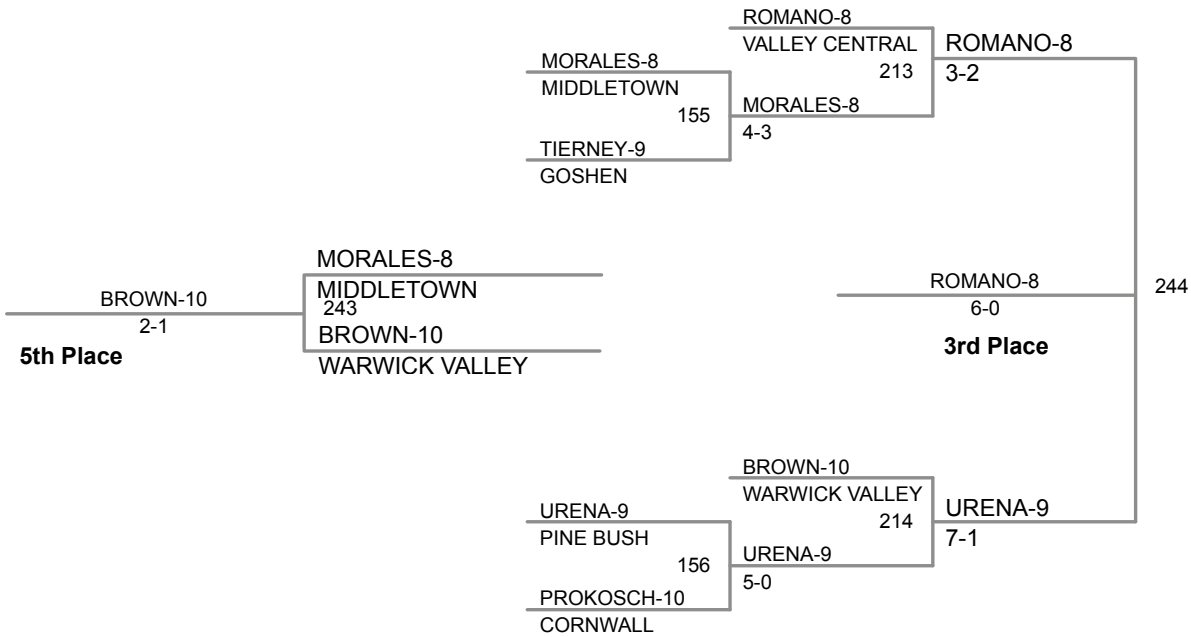 ROMANO-8
VALLEY CENTRAL
213
ROMANO-8
3-2
MORALES-8
MIDDLETOWN
155
MORALES-8
4-3
TIERNEY-9
GOSHEN
MORALES-8
MIDDLETOWN
243
BROWN-10
WARWICK VALLEY
BROWN-10
2-1
5th Place
ROMANO-8
6-0
3rd Place
244
BROWN-10
WARWICK VALLEY
214
URENA-9
7-1
URENA-9
PINE BUSH
156
URENA-9
5-0
PROKOSCH-10
CORNWALL